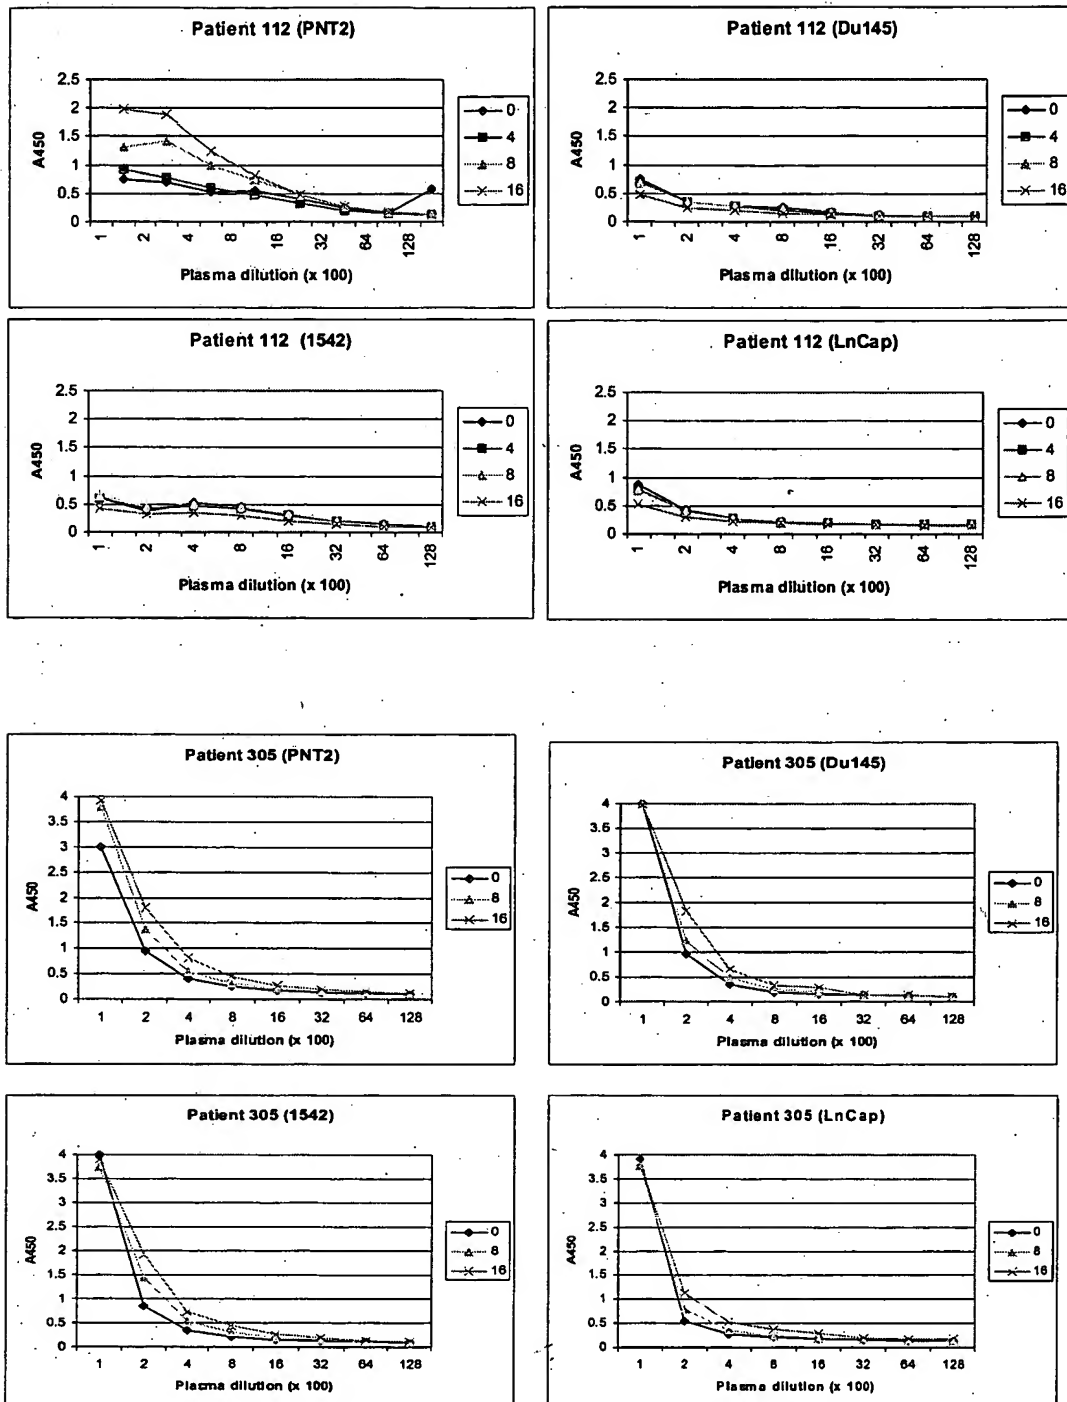 Patient 112 (PNT2)
2.5
2
1.5
1
0.5
0
A450
1 2 4 8 16 32 64 128
Plasma dilution (x 100)
0
4
8
16
Patient 112 (Du145)
2.5
2
1.5
1
0.5
0
A450
1 2 4 8 16 32 64 128
Plasma dilution (x 100)
0
4
8
16
Patient 112 (1542)
2.5
2
1.5
1
0.5
0
A450
1 2 4 8 16 32 64 128
Plasma dilution (x 100)
0
4
8
16
Patient 112 (LnCap)
2.5
2
1.5
1
0.5
0
A450
1 2 4 8 16 32 64 128
Plasma dilution (x 100)
0
4
8
16
Patient 305 (PNT2)
4
3.5
3
2.5
2
1.5
1
0.5
0
A450
1 2 4 8 16 32 64 128
Plasma dilution (x 100)
0
8
16
Patient 305 (Du145)
4
3.5
3
2.5
2
1.5
1
0.5
0
A450
1 2 4 8 16 32 64 128
Plasma dilution (x 100)
0
8
16
Patient 305 (1542)
4
3.5
3
2.5
2
1.5
1
0.5
0
A450
1 2 4 8 16 32 64 128
Plasma dilution (x 100)
0
8
16
Patient 305 (LnCap)
4
3.5
3
2.5
2
1.5
1
0.5
0
A450
1 2 4 8 16 32 64 128
Plasma dilution (x 100)
0
8
16